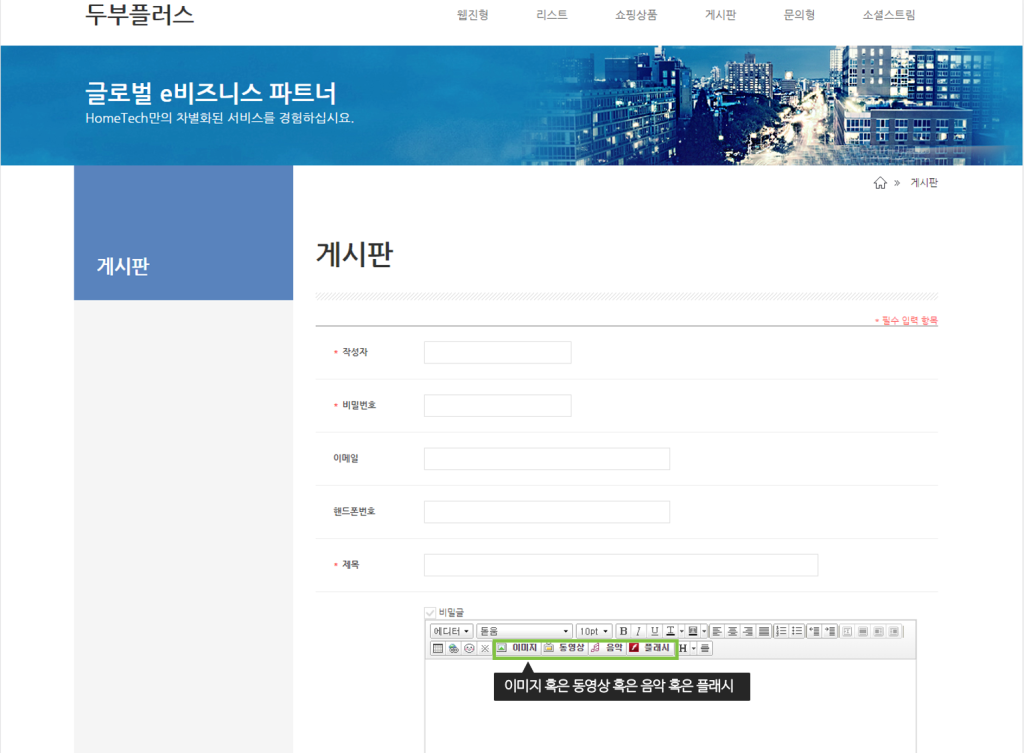 두부플러스
웹진형 리스트 쇼핑상품 게시판 문의형 소셜스트림
글로벌 e비즈니스 파트너
HomeTech만의 차별화된 서비스를 경험하십시요.
» 게시판
게시판
게시판
* 필수 입력 항목
* 작성자
* 비밀번호
이메일
핸드폰번호
* 제목
비밀글
에디터 돋움 10pt B I U T
이미지 동영상 음악 플래시 H
이미지 혹은 동영상 혹은 음악 혹은 플래시